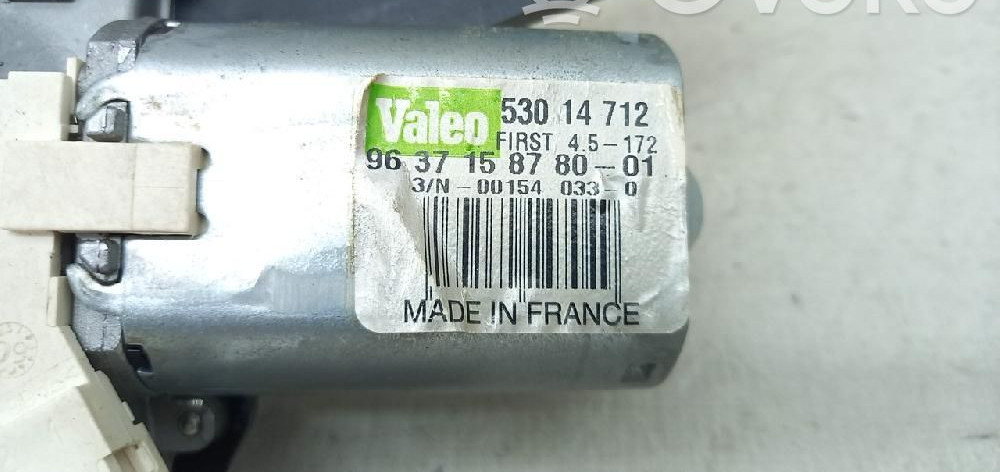 Valeo 530 14 712
FIRST 4.5-172
96 37 15 87 80-01
3/N-00154 033-0
MADE IN FRANCE